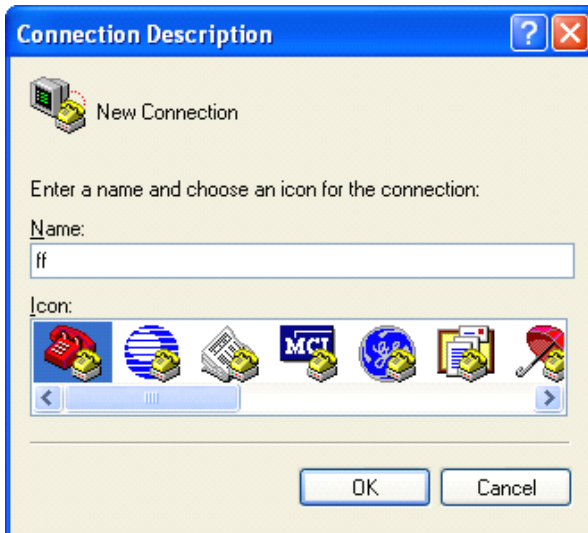 Connection Description
New Connection
Enter a name and choose an icon for the connection:
Name:
ff
Icon:
MCI
OK Cancel